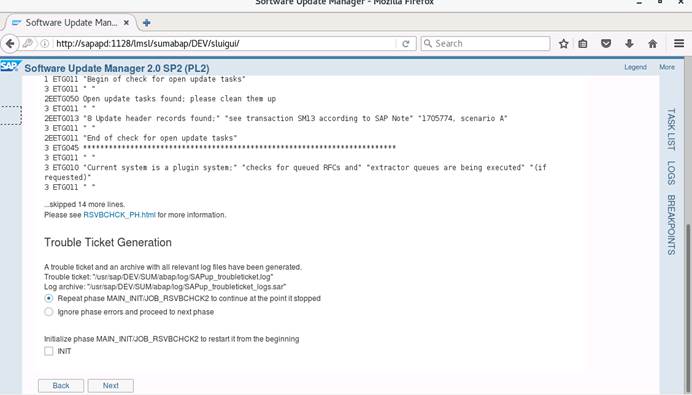 Software Update Manager - Mozilla Firefox
Software Update Man...
http://sapapd:1128/lmsl/sumabap/DEV/sluigui/
Search
SAP
Software Update Manager 2.0 SP2 (PL2)
Legend More
1 ETG011 "Begin of check for open update tasks"
3 ETG011 " "
2EETG050 Open update tasks found; please clean them up
3 ETG011 " "
2EETG013 "8 Update header records found;" "see transaction SM13 according to SAP Note" "1705774, scenario A"
3 ETG011 " "
2EETG011 "End of check for open update tasks"
3 ETG045 ****************************************************************************
3 ETG011 " "
3 ETG010 "Current system is a plugin system;" "checks for queued RFCs and" "extractor queues are being executed" "(if
requested)"
3 ETG011 " "
...skipped 14 more lines.
Please see RSVBCHCK_PH.html for more information.
Trouble Ticket Generation
A trouble ticket and an archive with all relevant log files have been generated.
Trouble ticket: "/usr/sap/DEV/SUM/abap/log/SAPup_troubleticket.log"
Log archive: "/usr/sap/DEV/SUM/abap/log/SAPup_troubleticket_logs.sar"
Repeat phase MAIN_INIT/JOB_RSVBCHCK2 to continue at the point it stopped
Ignore phase errors and proceed to next phase
Initialize phase MAIN_INIT/JOB_RSVBCHCK2 to restart it from the beginning
INIT
Back
Next
TASK LIST
LOGS
BREAKPOINTS